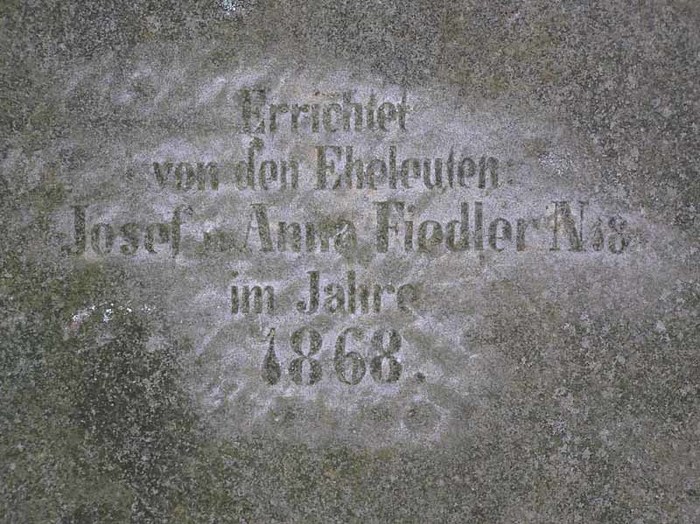 Errichtet
von den Eheleuten:
Josef u. Anna Fiedler N18
im Jahre
1868.